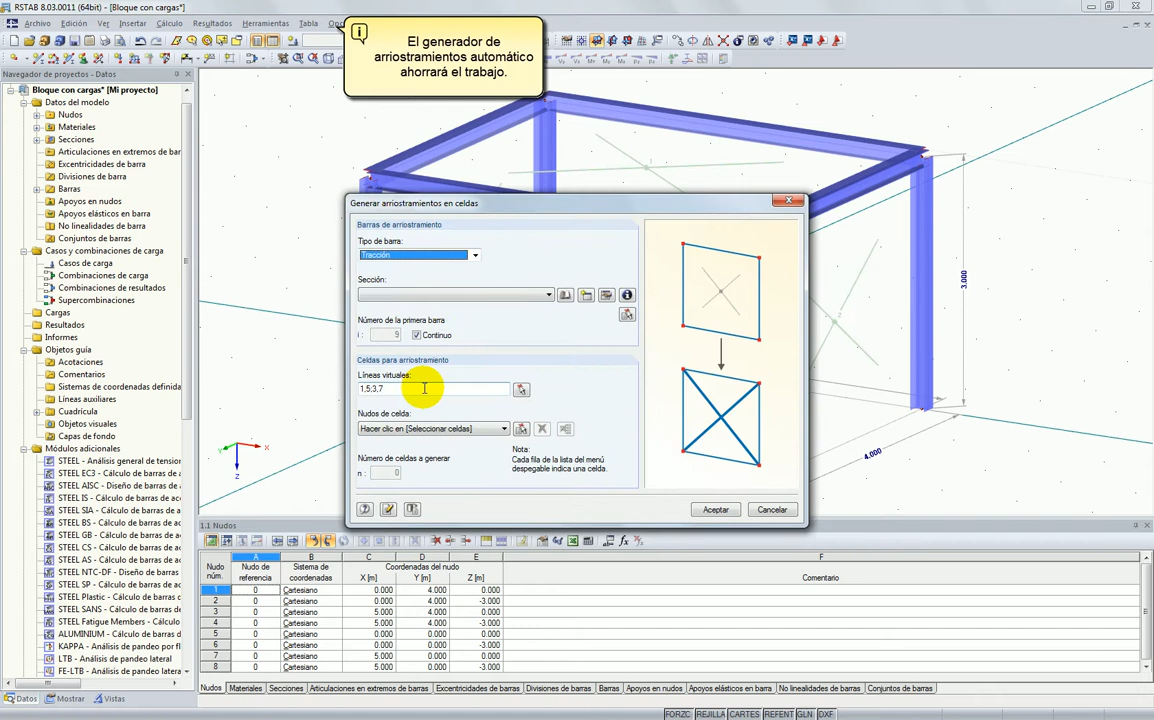 RSTAB 8.03.0011 (64bit) - [Bloque con cargas*]
Archivo Edición Ver Insertar Cálculo Resultados Herramientas Tabla
El generador de
arriostramientos automático
ahorrará el trabajo.
Navegador de proyectos - Datos
Bloque con cargas* [Mi proyecto]
Datos del modelo
Nudos
Materiales
Secciones
Articulaciones en extremos de barra
Excentricidades de barra
Divisiones de barra
Barras
Apoyos en nudos
Apoyos elásticos en barra
No linealidades de barra
Conjuntos de barras
Casos y combinaciones de carga
Casos de carga
Combinaciones de carga
Combinaciones de resultados
Supercombinaciones
Cargas
Resultados
Informes
Objetos guía
Acotaciones
Comentarios
Sistemas de coordenadas definida
Líneas auxiliares
Cuadrícula
Objetos visuales
Capas de fondo
Módulos adicionales
STEEL - Análisis general de tension
STEEL EC3 - Cálculo de barras de a
STEEL AISC - Cálculo de barras de
STEEL IS - Cálculo de barras de ac
STEEL SIA - Cálculo de barras de a
STEEL BS - Cálculo de barras de ac
STEEL GB - Cálculo de barras de a
STEEL CS - Cálculo de barras de ac
STEEL AS - Cálculo de barras de ac
STEEL NTC-DF - Cálculo de barras
STEEL SP - Cálculo de barras de ac
STEEL Plastic - Cálculo de barras d
STEEL SANS - Cálculo de barras de
STEEL Fatigue Members - Cálculo
ALUMINIUM - Cálculo de barras de
KAPPA - Análisis de pandeo por fl
LTB - Análisis de pandeo lateral
FE-LTB - Análisis de pandeo lateral
Datos Mostrar Vistas
Generar arriostramientos en celdas
Barras de arriostramiento
Tipo de barra:
Tracción
Sección:
Número de la primera barra
i : 9 Continuo
Celdas para arriostramiento
Líneas virtuales:
1,5;3,7
Nudos de celda:
Hacer clic en [Seleccionar celdas]
Número de celdas a generar
n : 0
Nota:
Cada fila de la lista del menú
despegable indica una celda.
Aceptar Cancelar
3.000
4.000
X
Y
Z
1.1 Nudos
A B C D E F
Nudo núm. Nudo de referencia Sistema de coordenadas Coordenadas del nudo X [m] Y [m] Z [m] Comentario
1 0 Cartesiano 0.000 4.000 0.000
2 0 Cartesiano 0.000 4.000 -3.000
3 0 Cartesiano 5.000 4.000 0.000
4 0 Cartesiano 5.000 4.000 -3.000
5 0 Cartesiano 0.000 0.000 0.000
6 0 Cartesiano 0.000 0.000 -3.000
7 0 Cartesiano 5.000 0.000 0.000
8 0 Cartesiano 5.000 0.000 -3.000
Nudos Materiales Secciones Articulaciones en extremos de barra Excentricidades de barra Divisiones de barra Barras Apoyos en nudos Apoyos elásticos en barra No linealidades de barra Conjuntos de barras
FORZC REJILLA CARTES REFENT GLN DXF